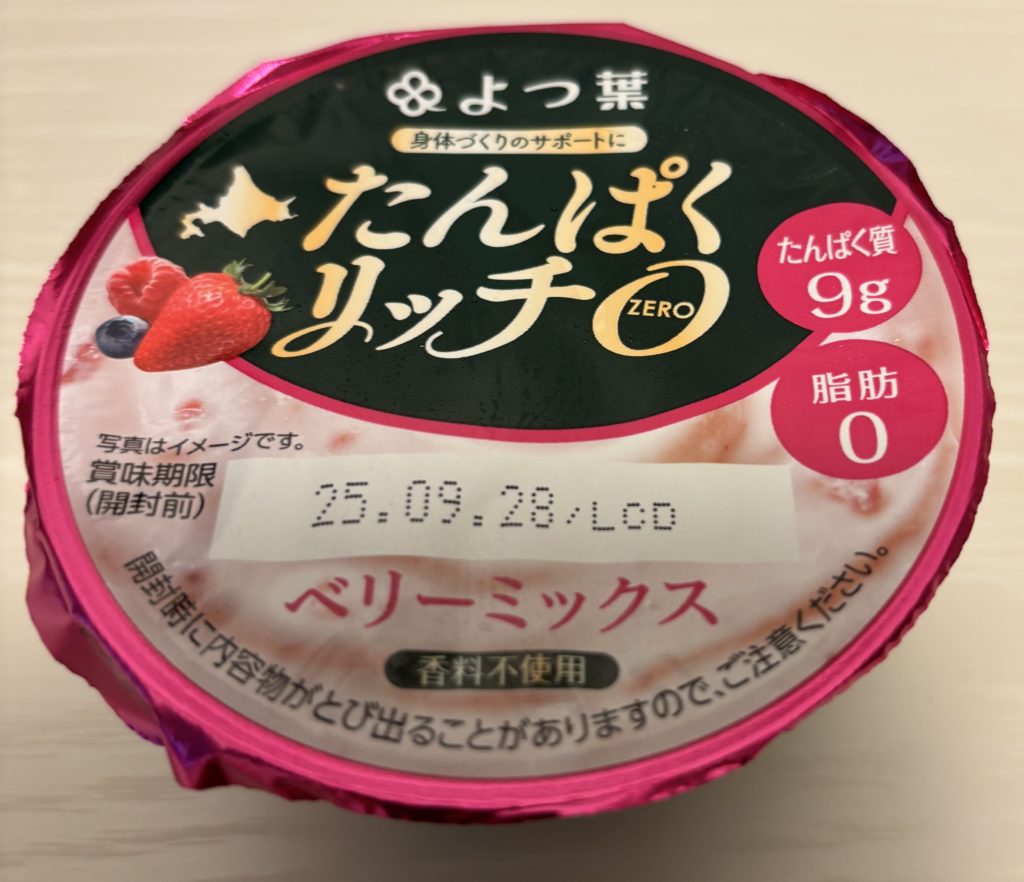 よつ葉
身体づくりのサポートに
たんぱく
リッチ0
ZERO
たんぱく質
9g
脂肪
0
写真はイメージです。
賞味期限
(開封前)
25.09.28/LCD
ベリーミックス
香料不使用
開封時に内容物がとび出ることがありますので、ご注意ください。